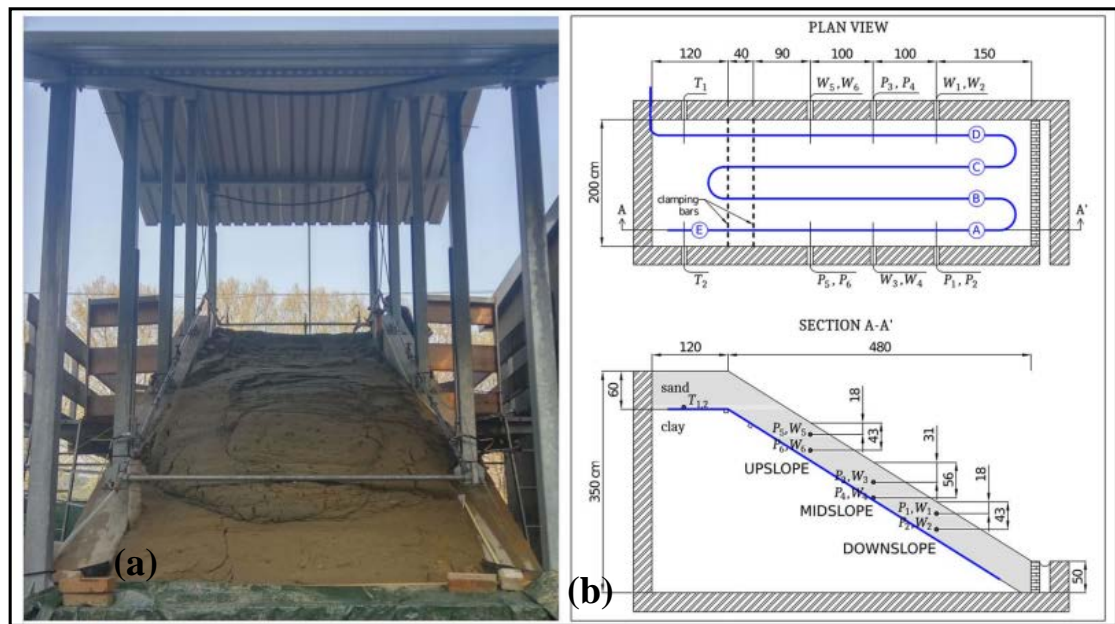 (a)
(b)
PLAN VIEW
120 40 90 100 100 150
T1 W5,W6 P3,P4 W1,W2
D
C
200 cm
clamping
bars
B
A A'
E A
T2 P5,P6 W3,W4 P1,P2
SECTION A-A'
120 480
60
sand
T1,2
clay
18
P5,W5
43
P6,W6
31
UPSLOPE
P3,W3
56
18
P4,W4
350 cm
MIDSLOPE
P1,W1
43
P2,W2
DOWNSLOPE
50